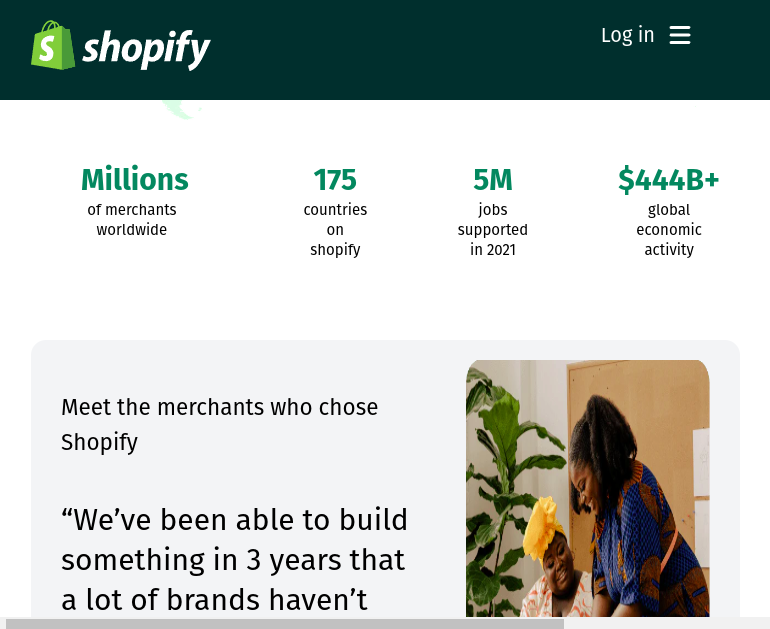 shopify
Log in
Millions
of merchants
worldwide
175
countries
on
shopify
5M
jobs
supported
in 2021
$444B+
global
economic
activity
Meet the merchants who chose
Shopify
“We’ve been able to build
something in 3 years that
a lot of brands haven’t